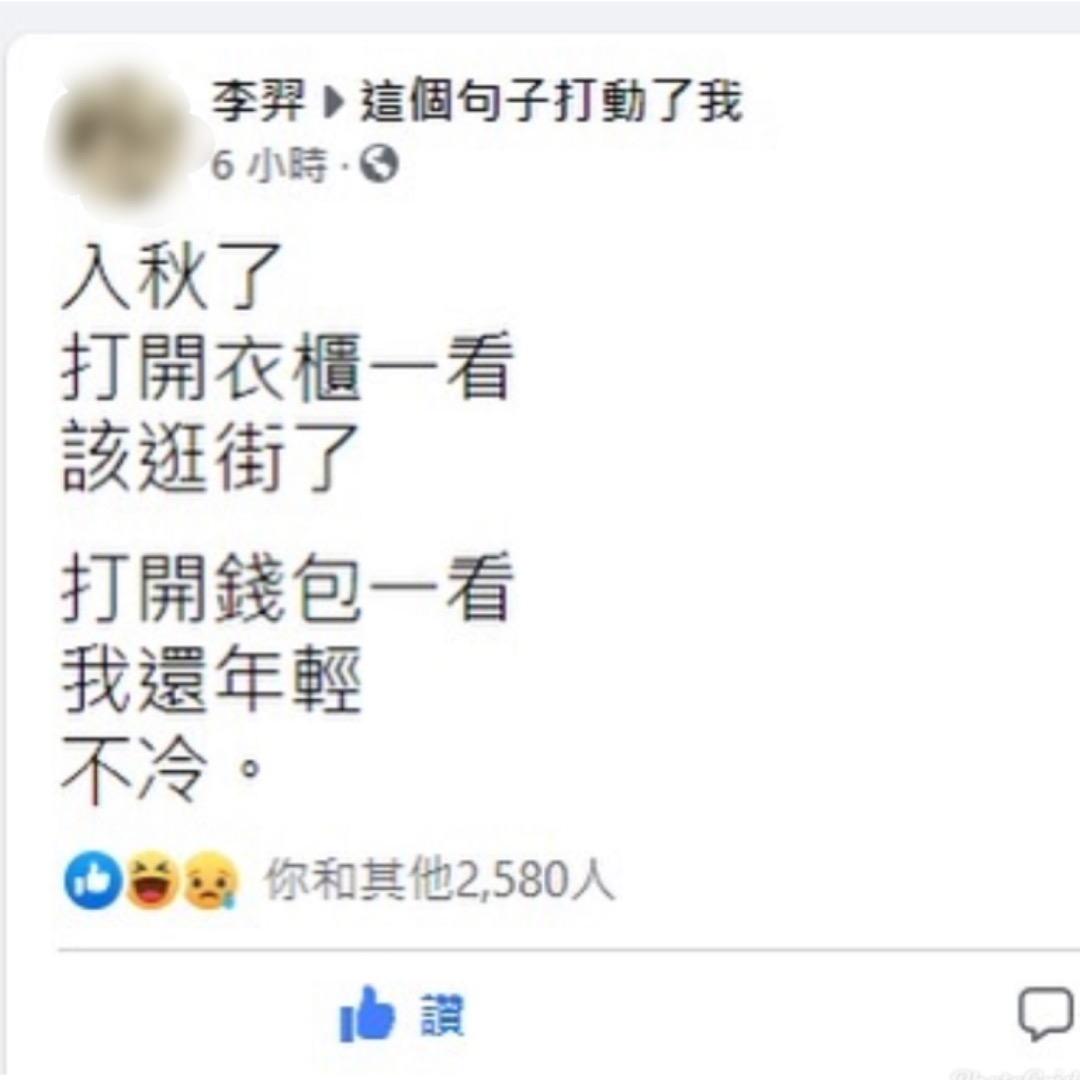 李羿 ▶ 這個句子打動了我
6 小時 ·
入秋了
打開衣櫃一看
該逛街了
打開錢包一看
我還年輕
不冷。
你和其他2,580人
讚